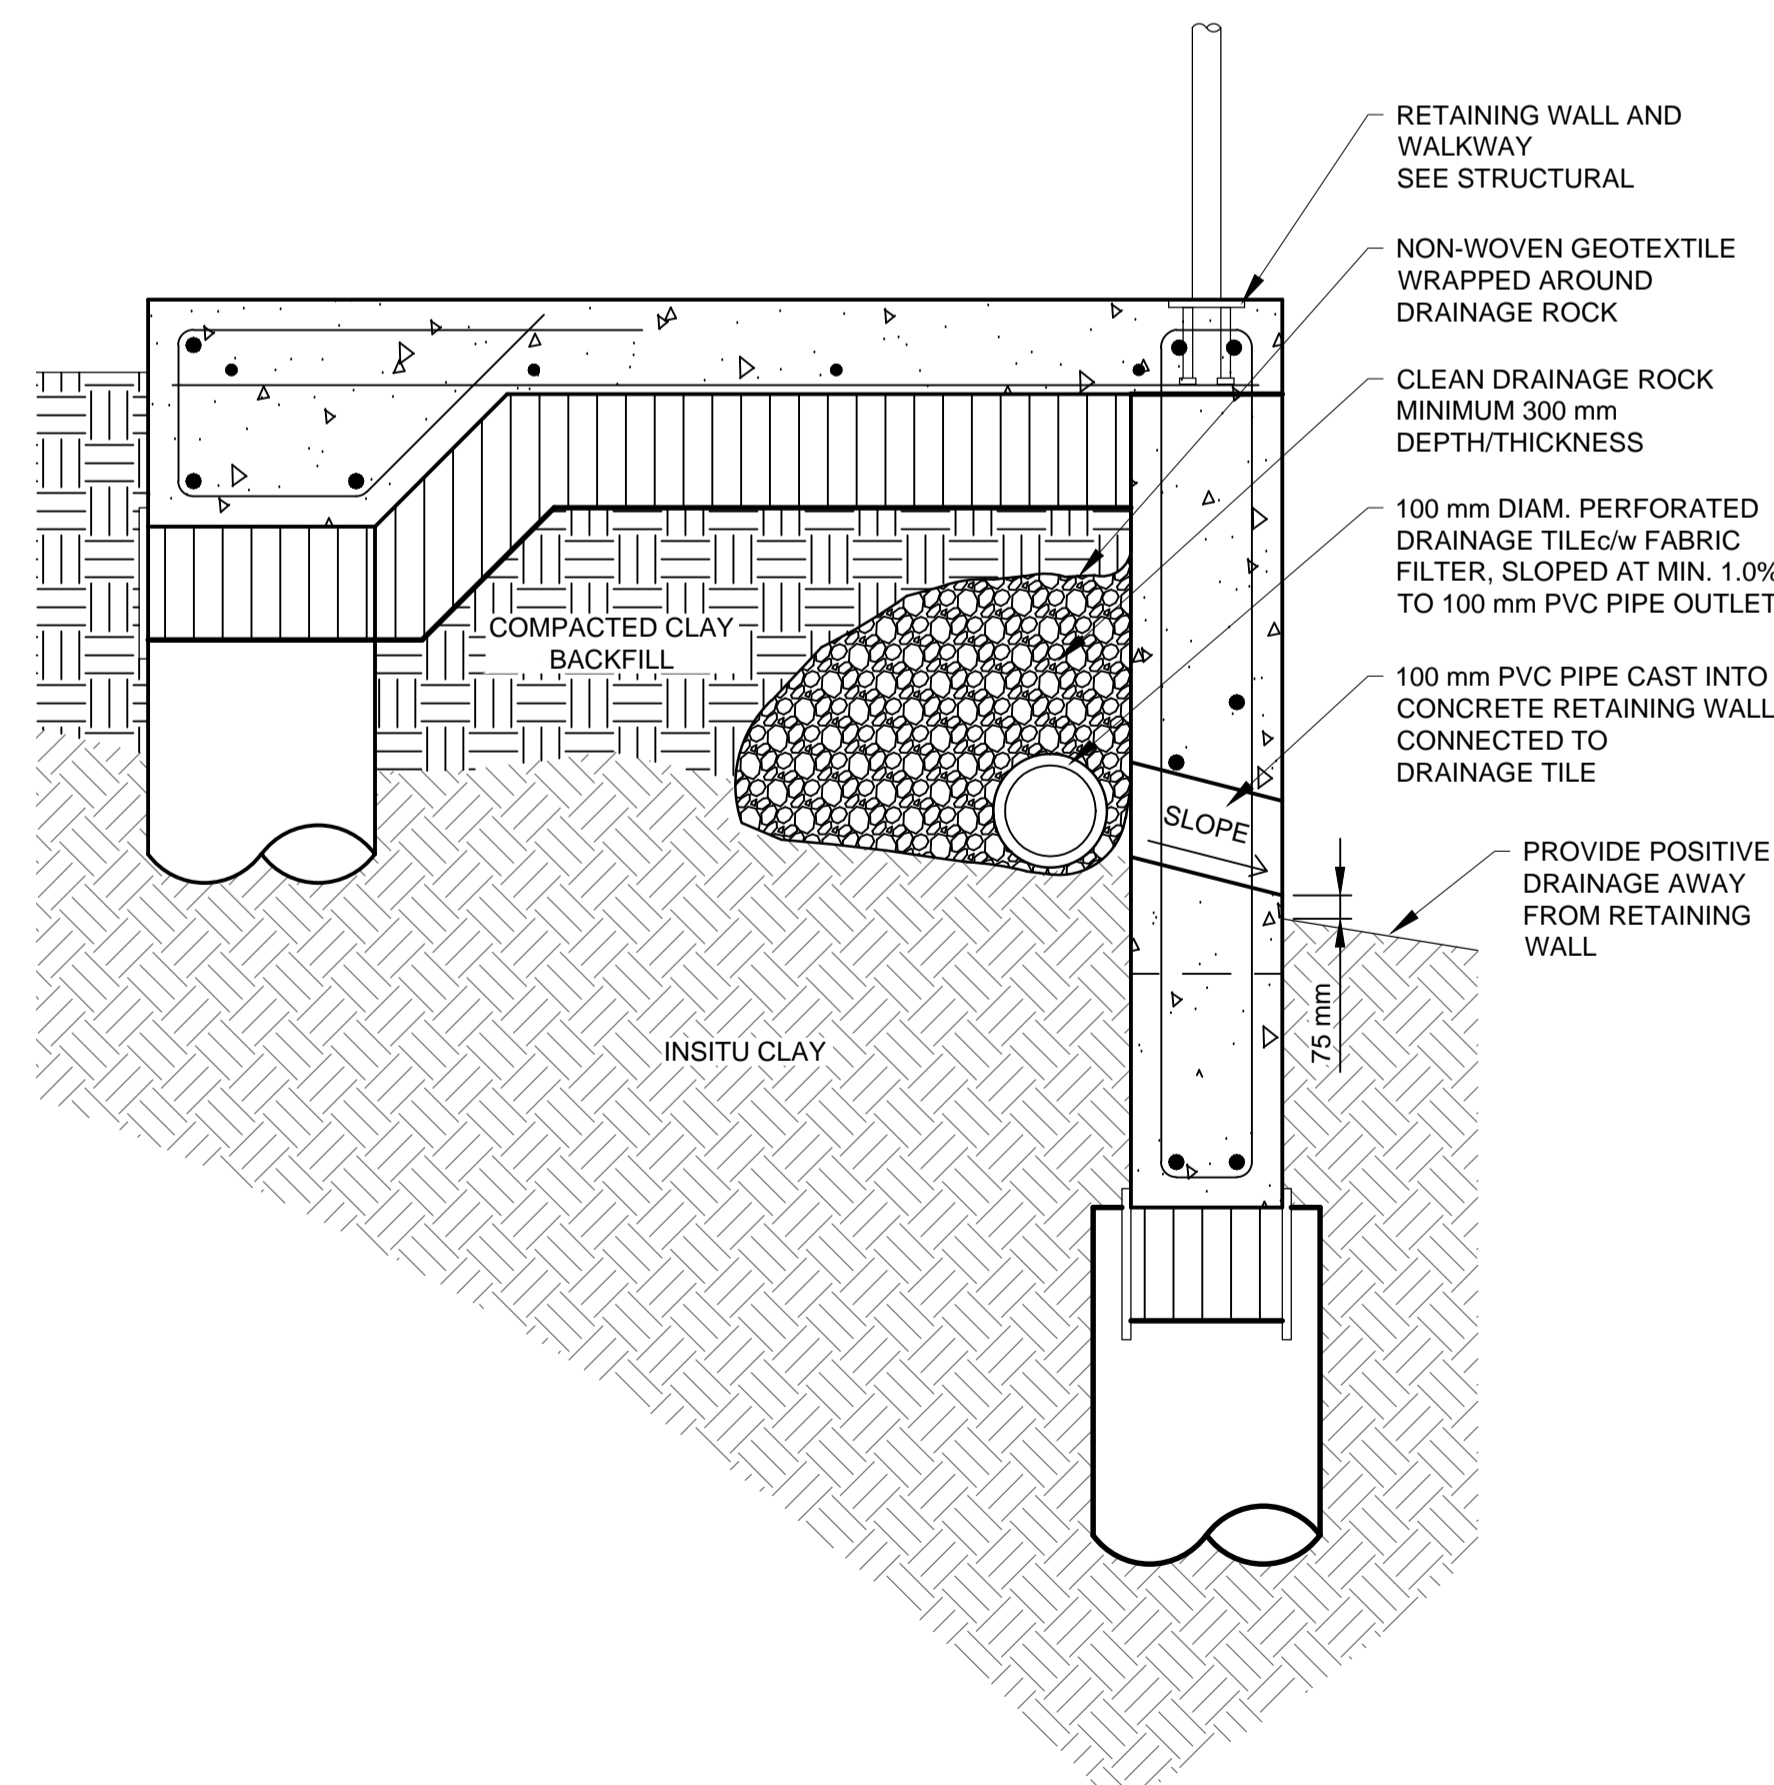 RETAINING WALL AND
WALKWAY
SEE STRUCTURAL
NON-WOVEN GEOTEXTILE
WRAPPED AROUND
DRAINAGE ROCK
CLEAN DRAINAGE ROCK
MINIMUM 300 mm
DEPTH/THICKNESS
100 mm DIAM. PERFORATED
DRAINAGE TILEc/w FABRIC
FILTER, SLOPED AT MIN. 1.0%
TO 100 mm PVC PIPE OUTLET
COMPACTED CLAY
BACKFILL
100 mm PVC PIPE CAST INTO
CONCRETE RETAINING WALL
CONNECTED TO
DRAINAGE TILE
SLOPE
PROVIDE POSITIVE
DRAINAGE AWAY
FROM RETAINING
WALL
75 mm
INSITU CLAY